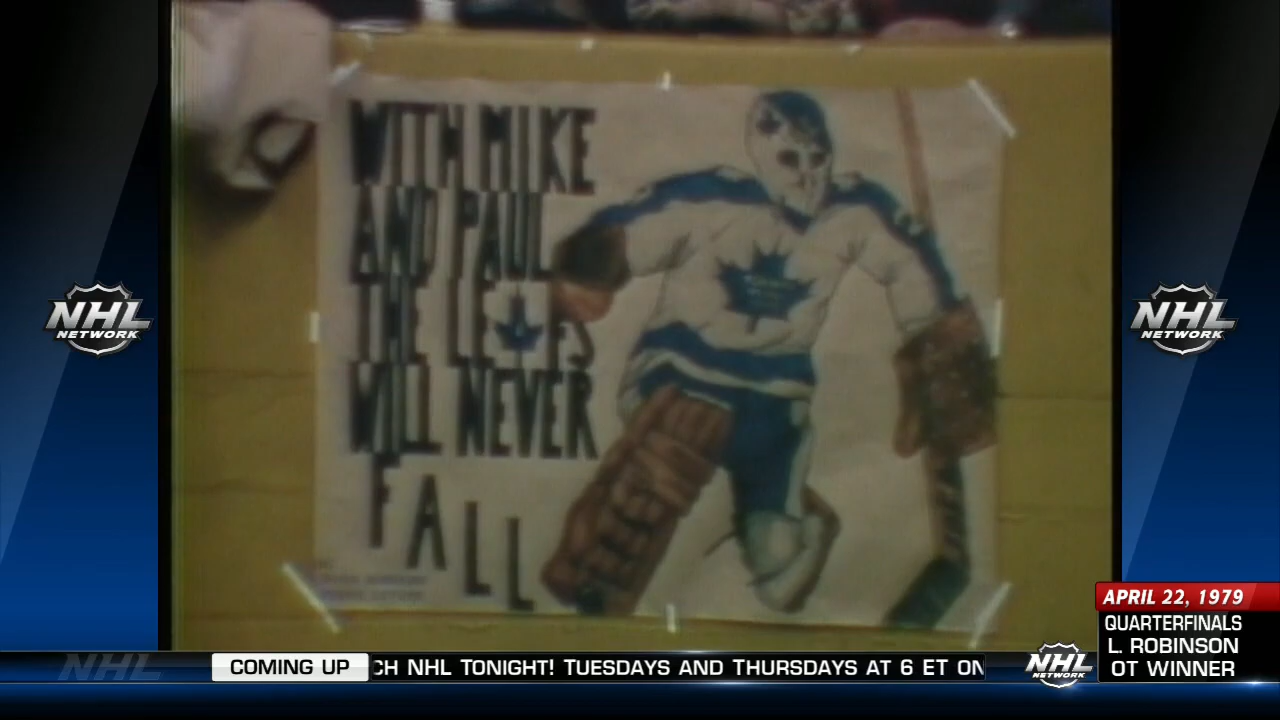 WITH MIKE
AND PAUL
THE LE FS
WILL NEVER
FALL
NHL
NETWORK
NHL
NETWORK
APRIL 22, 1979
QUARTERFINALS
L. ROBINSON
OT WINNER
NHL
COMING UP
CH NHL TONIGHT! TUESDAYS AND THURSDAYS AT 6 ET ON
NHL
NETWORK